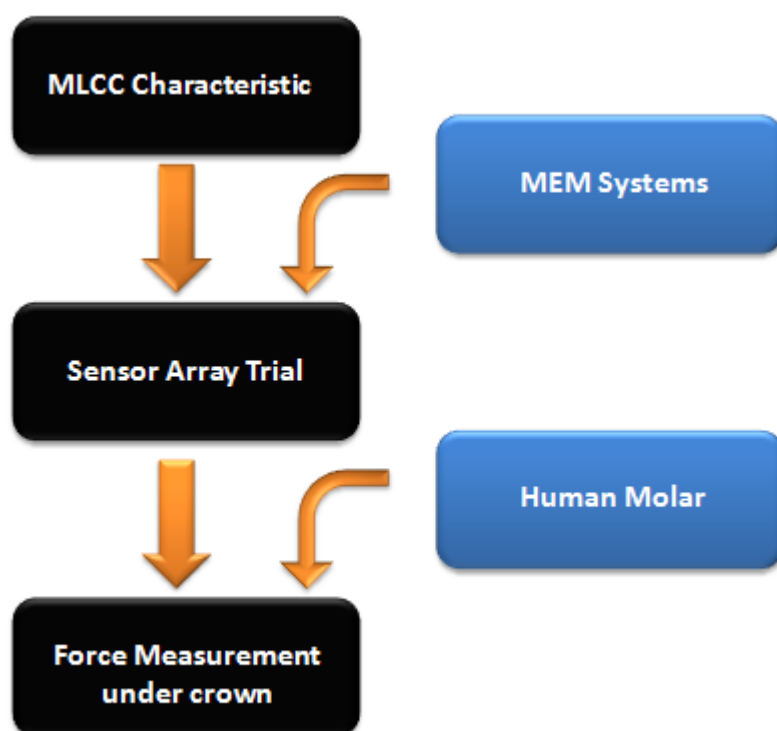 MLCC Characteristic
MEM Systems
Sensor Array Trial
Human Molar
Force Measurement
under crown